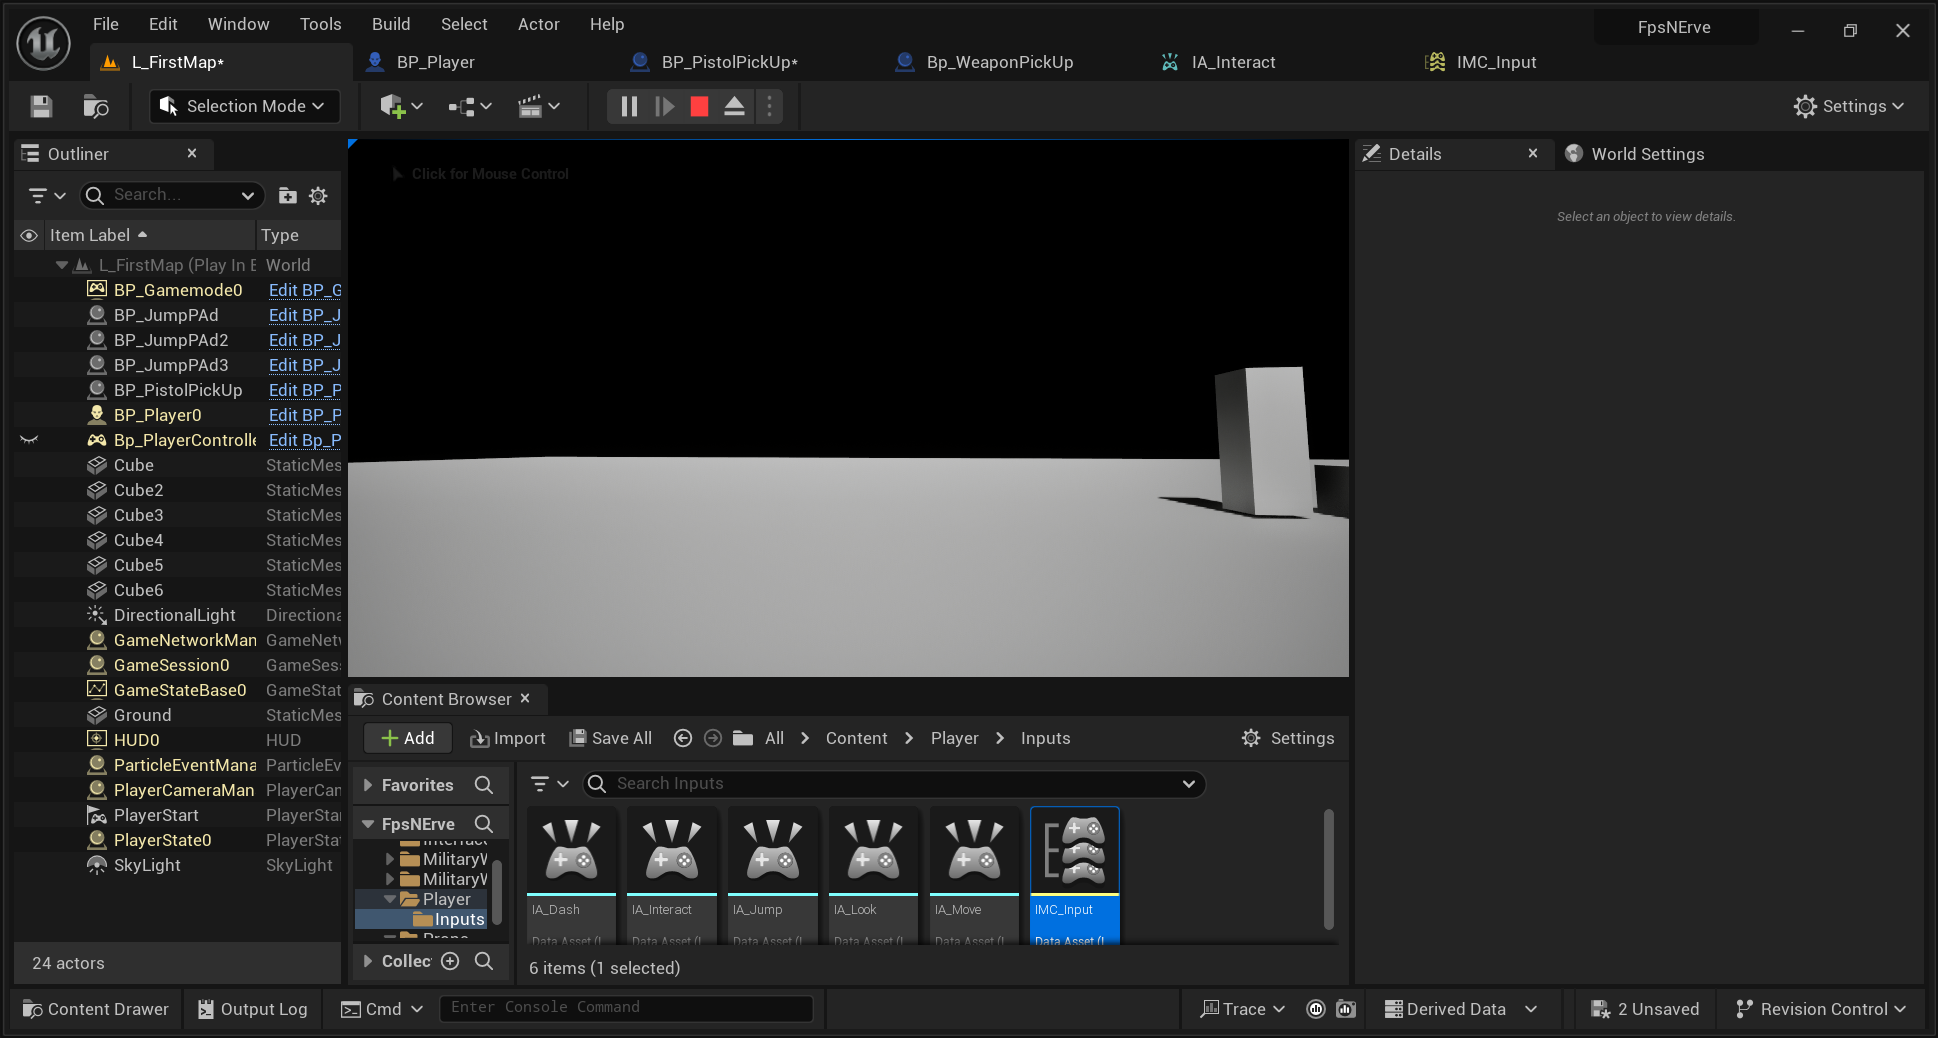 File Edit Window Tools Build Select Actor Help
FpsNErve
L_FirstMap*
BP_Player
BP_PistolPickUp*
Bp_WeaponPickUp
IA_Interact
IMC_Input
Selection Mode
Settings
Outliner
Search...
Item Label
Type
L_FirstMap (Play In E World
BP_Gamemode0 Edit BP_G
BP_JumpPAd Edit BP_J
BP_JumpPAd2 Edit BP_J
BP_JumpPAd3 Edit BP_J
BP_PistolPickUp Edit BP_P
BP_Player0 Edit BP_P
Bp_PlayerControlle Edit Bp_P
Cube StaticMes
Cube2 StaticMes
Cube3 StaticMes
Cube4 StaticMes
Cube5 StaticMes
Cube6 StaticMes
DirectionalLight Directiona
GameNetworkMan GameNetw
GameSession0 GameSess
GameStateBase0 GameStat
Ground StaticMes
HUD0 HUD
ParticleEventMana ParticleEv
PlayerCameraMan PlayerCan
PlayerStart PlayerStar
PlayerState0 PlayerStat
SkyLight SkyLight
24 actors
Click for Mouse Control
Details
World Settings
Select an object to view details.
Content Browser
Add
Import
Save All
All
Content
Player
Inputs
Settings
Favorites
FpsNErve
MilitaryW
MilitaryW
Player
Inputs
Collec
Search Inputs
IA_Dash
IA_Interact
IA_Jump
IA_Look
IA_Move
IMC_Input
Data Asset (I
Data Asset (I
Data Asset (I
Data Asset (I
Data Asset (I
Data Asset (I
6 items (1 selected)
Content Drawer
Output Log
Cmd
Enter Console Command
Trace
Derived Data
2 Unsaved
Revision Control